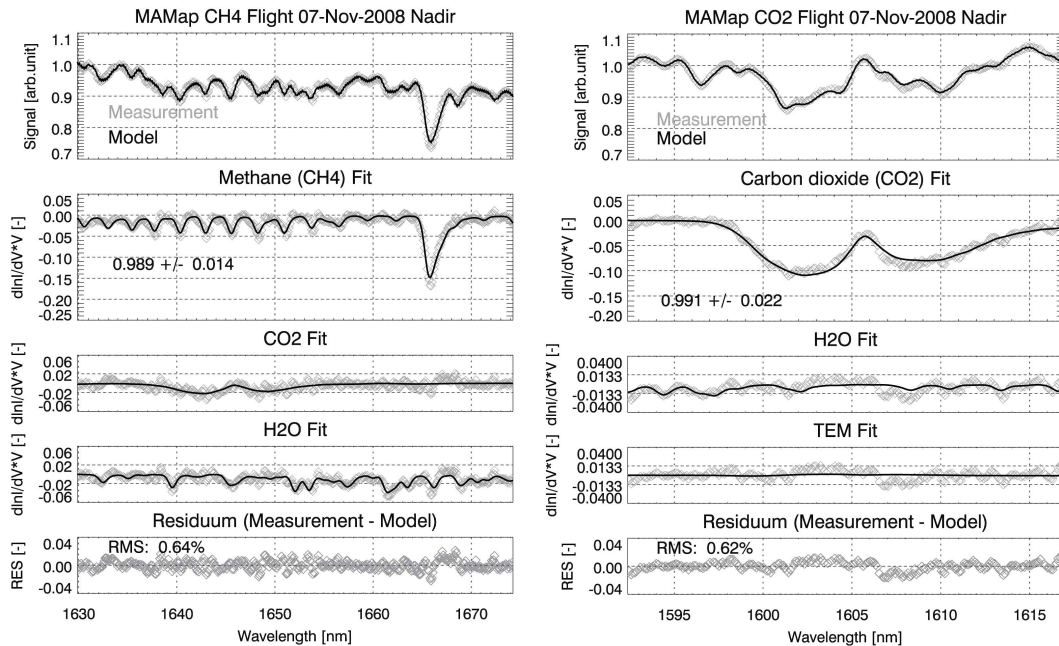 MAMap CH4 Flight 07-Nov-2008 Nadir
Signal [arb.unit]
1.1
1.0
0.9
0.8
0.7
Measurement
Model
Methane (CH4) Fit
dlnI/dV*V [-]
0.05
0.00
-0.05
-0.10
-0.15
-0.20
-0.25
0.989 +/- 0.014
CO2 Fit
dlnI/dV*V [-]
0.06
0.02
-0.02
-0.06
H2O Fit
dlnI/dV*V [-]
0.06
0.02
-0.02
-0.06
Residuum (Measurement - Model)
RES [-]
0.04
0.00
-0.04
RMS: 0.64%
1630 1640 1650 1660 1670
Wavelength [nm]
MAMap CO2 Flight 07-Nov-2008 Nadir
Signal [arb.unit]
1.1
1.0
0.9
0.8
0.7
Measurement
Model
Carbon dioxide (CO2) Fit
dlnI/dV*V [-]
0.05
0.00
-0.05
-0.10
-0.15
-0.20
0.991 +/- 0.022
H2O Fit
dlnI/dV*V [-]
0.0400
0.0133
-0.0133
-0.0400
TEM Fit
dlnI/dV*V [-]
0.0400
0.0133
-0.0133
-0.0400
Residuum (Measurement - Model)
RES [-]
0.04
0.00
-0.04
RMS: 0.62%
1595 1600 1605 1610 1615
Wavelength [nm]